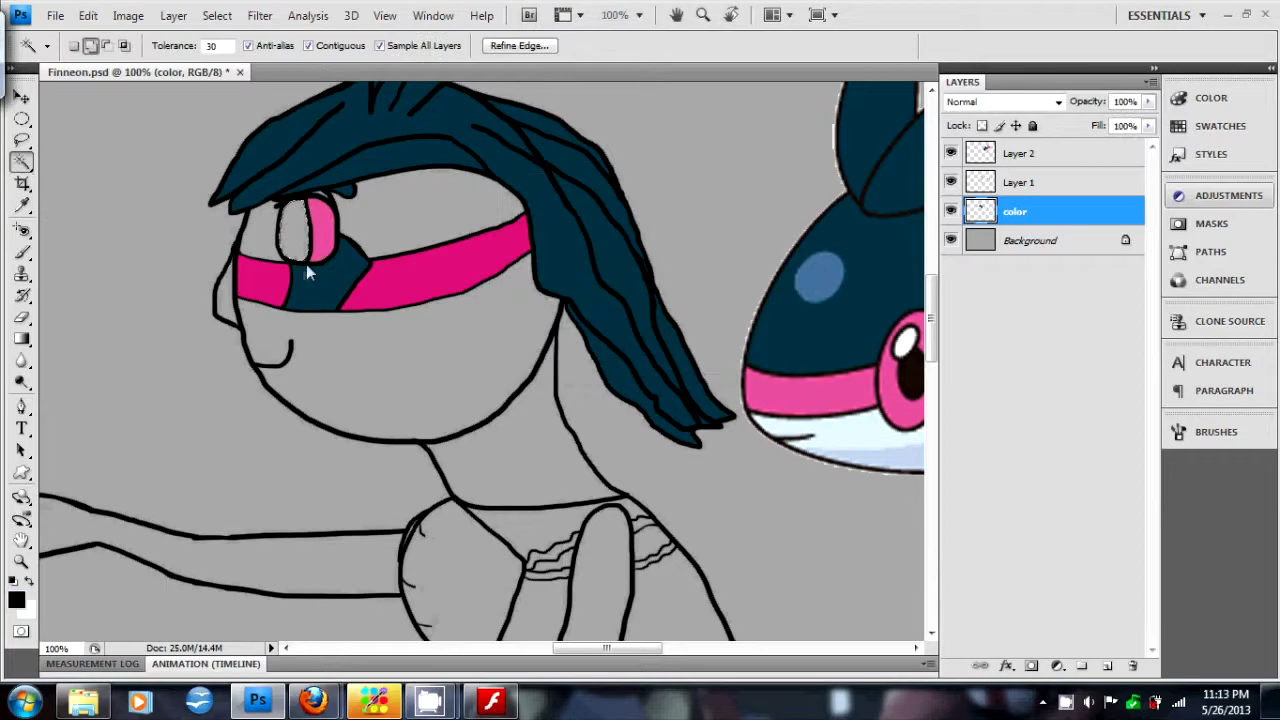 Ps File Edit Image Layer Select Filter Analysis 3D View Window Help Br 100% ESSENTIALS
Tolerance: 30 Anti-alias Contiguous Sample All Layers Refine Edge...
Finneon.psd @ 100% (color, RGB/8) *
LAYERS
Normal Opacity: 100%
Lock: Fill: 100%
Layer 2
Layer 1
color
Background
COLOR
SWATCHES
STYLES
ADJUSTMENTS
MASKS
PATHS
CHANNELS
CLONE SOURCE
CHARACTER
PARAGRAPH
BRUSHES
100% Doc: 25.0M/14.4M
MEASUREMENT LOG ANIMATION (TIMELINE)
Ps
11:13 PM
5/26/2013